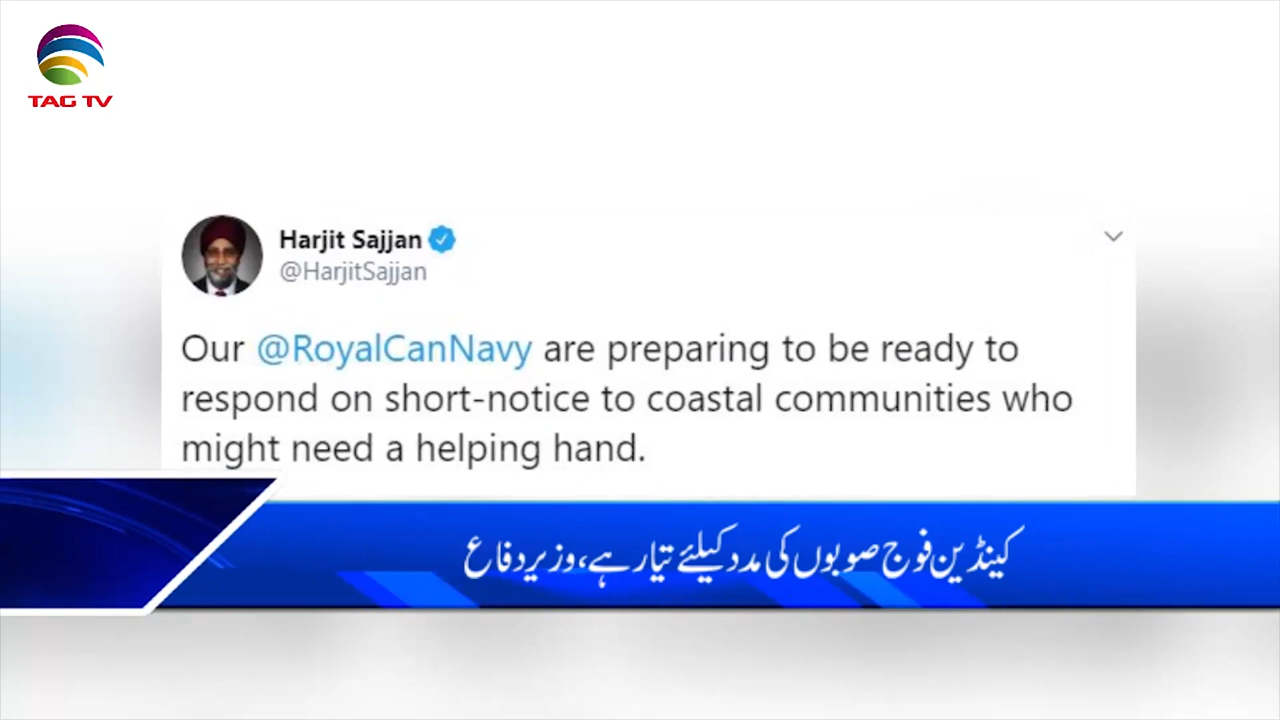 TAG TV
Harjit Sajjan
@HarjitSajjan
Our @RoyalCanNavy are preparing to be ready to
respond on short-notice to coastal communities who
might need a helping hand.
کینڈین فوج صوبوں کی مدد کیلئے تیار ہے، وزیر دفاع